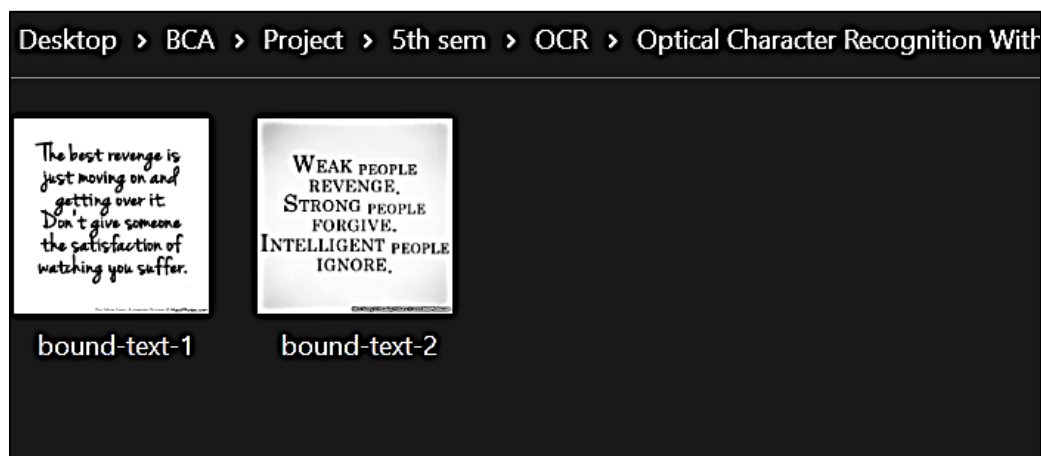 Desktop > BCA > Project > 5th sem > OCR > Optical Character Recognition With
The best revenge is
just moving on and
getting over it.
Don't give someone
the satisfaction of
watching you suffer.
WEAK PEOPLE
REVENGE.
STRONG PEOPLE
FORGIVE.
INTELLIGENT PEOPLE
IGNORE.
bound-text-1
bound-text-2